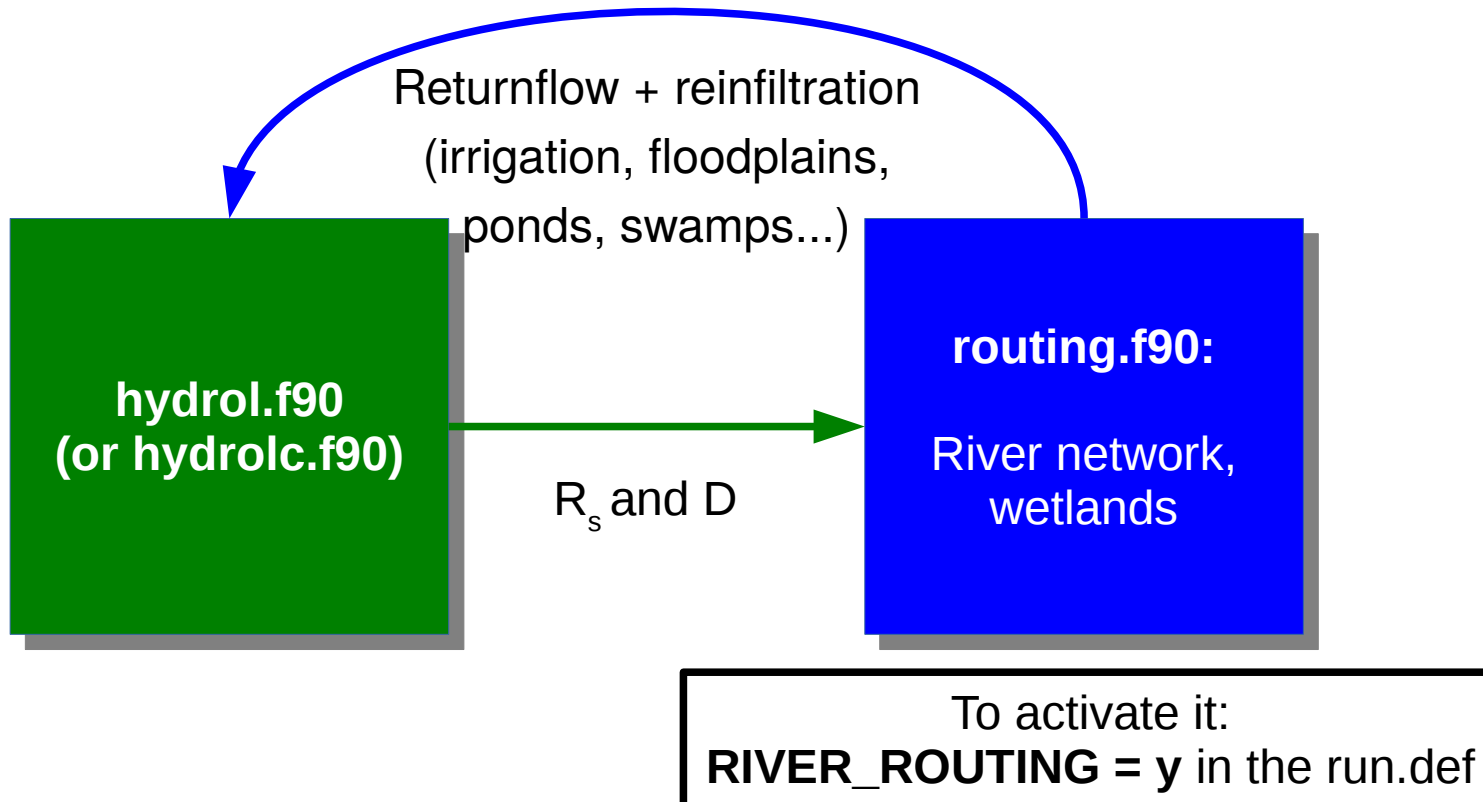 Returnflow + reinfiltration
(irrigation, floodplains,
ponds, swamps...)
hydrol.f90
(or hydrolc.f90)
Rs and D
routing.f90:
River network,
wetlands
To activate it:
RIVER_ROUTING = y in the run.def